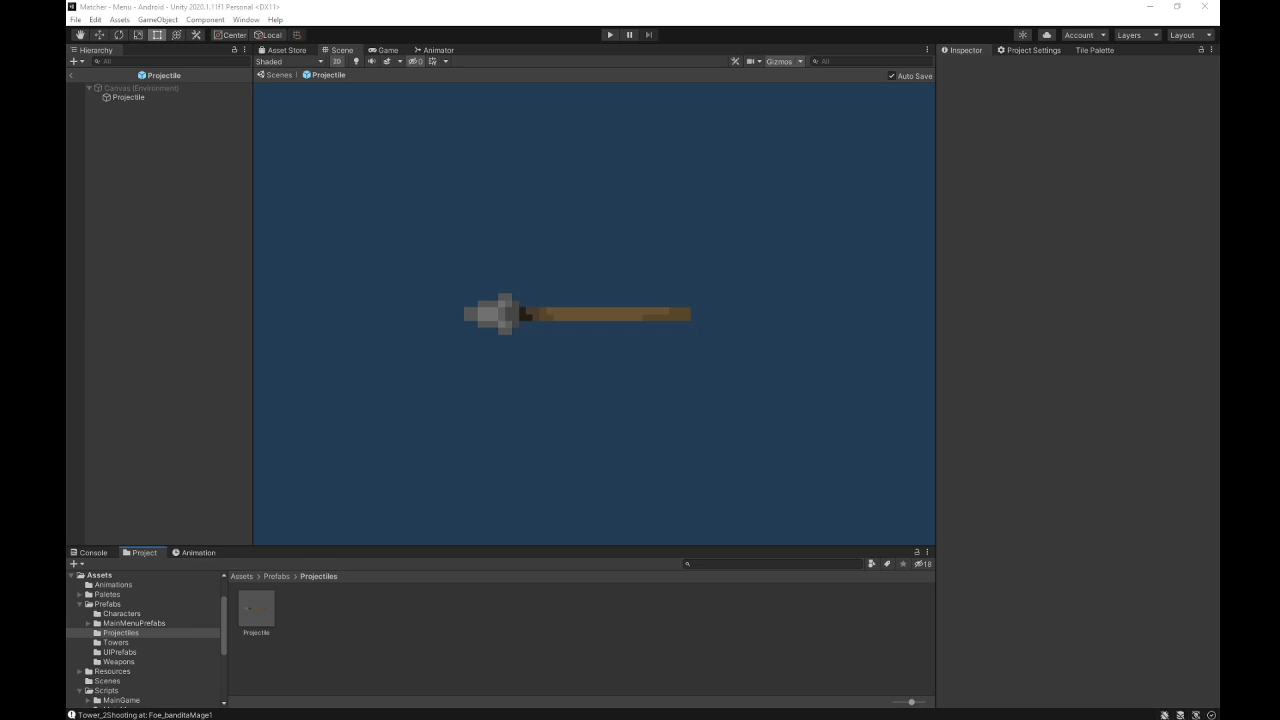 Matcher - Menu - Android - Unity 2020.1.11f1 Personal <DX11>
File Edit Assets GameObject Component Window Help
Center Local Account Layers Layout
Hierarchy Asset Store Scene Game Animator Inspector Project Settings Tile Palette
All Shaded 2D 0 Gizmos All
Projectile Scenes Projectile Auto Save
Canvas (Environment)
Projectile
Console Project Animation
18
Assets Assets > Prefabs > Projectiles
Animations
Paletes
Prefabs
Characters
MainMenuPrefabs
Projectiles Projectile
Towers
UIPrefabs
Weapons
Resources
Scenes
Scripts
MainGame
Tower_2Shooting at: Foe_banditaMage1